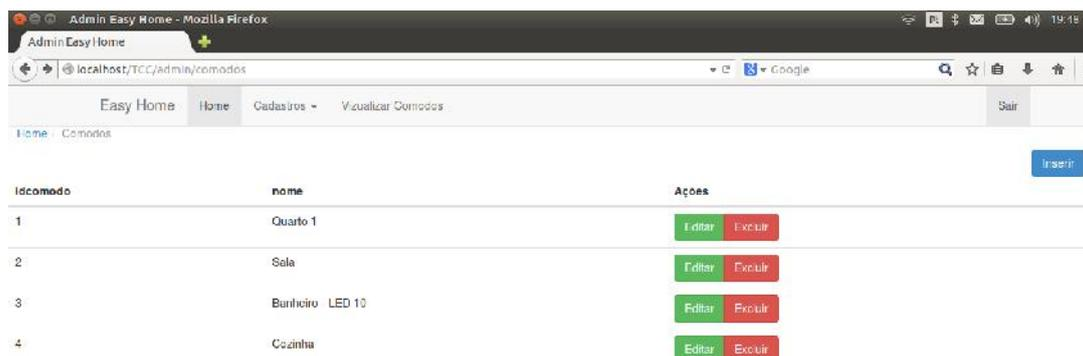 Admin Easy Home - Mozilla Firefox 19:48
Admin Easy Home
localhost/TCC/admin/comodos Google
Easy Home Home Cadastros Vizualizar Comodos Sair
Home / Comodos
Inserir
idcomodo nome Ações
1 Quarto 1 Editar Excluir
2 Sala Editar Excluir
3 Banheiro LED 10 Editar Excluir
4 Cozinha Editar Excluir